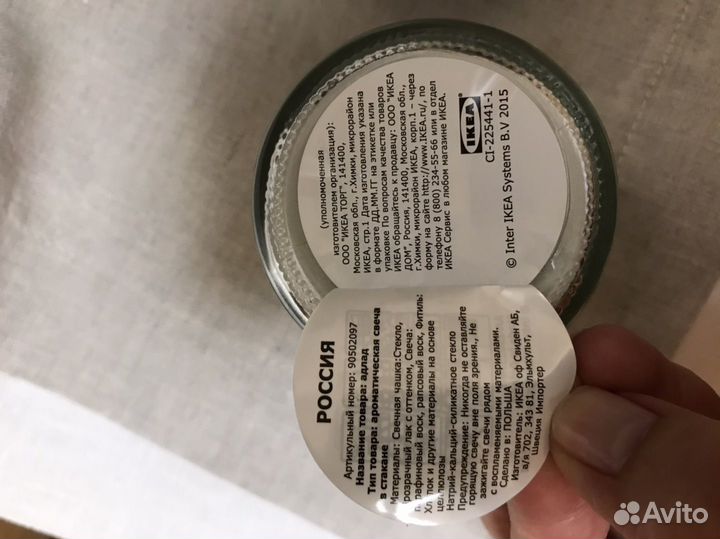 РОССИЯ
Артикульный номер: 90502097
Название товара: адлад
Тип товара: ароматическая свеча
в стакане
Материалы: Свечная чашка:Стекло,
прозрачный лак с оттенком, Свеча:
парафиновый воск, рапсовый воск, Фитиль:
Хлопок и другие материалы на основе
целлюлозы
Натрий-кальций-силикатное стекло
Предупреждение: Никогда не оставляйте
горящую свечу вне поля зрения., Не
зажигайте свечи рядом
с воспламеняемыми материалами.
Сделано в: ПОЛЬША
Изготовитель: ИКЕА оф Свиден АБ,
а/я 702, 343 81, Эльмхульт,
Швеция Импортер
(уполномоченная
изготовителем организация):
ООО "ИКЕА ТОРГ", 141400,
Московская обл., г.Химки, микрорайон
ИКЕА, стр.1 Дата изготовления указана
в формате ДД.ММ.ГГ на этикетке или
упаковке По вопросам качества товаров
ИКЕА обращайтесь к продавцу: ООО "ИКЕА
ДОМ", Россия, 141400, Московская обл.,
г.Химки, микрорайон ИКЕА, корп.1 – через
форму на сайте http://www.IKEA.ru/, по
телефону 8 (800) 234-55-66 или в отдел
ИКЕА Сервис в любом магазине ИКЕА.
IKEA
CI-225441-1
© Inter IKEA Systems B.V 2015
Avito